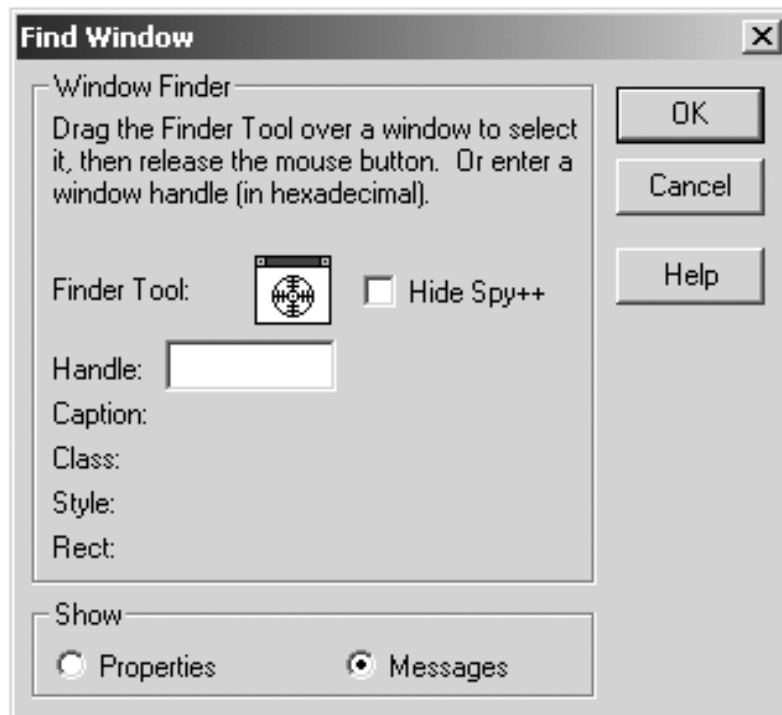 Find Window
Window Finder
Drag the Finder Tool over a window to select
it, then release the mouse button.  Or enter a
window handle (in hexadecimal).
Finder Tool:
Hide Spy++
Handle:
Caption:
Class:
Style:
Rect:
OK
Cancel
Help
Show
Properties
Messages